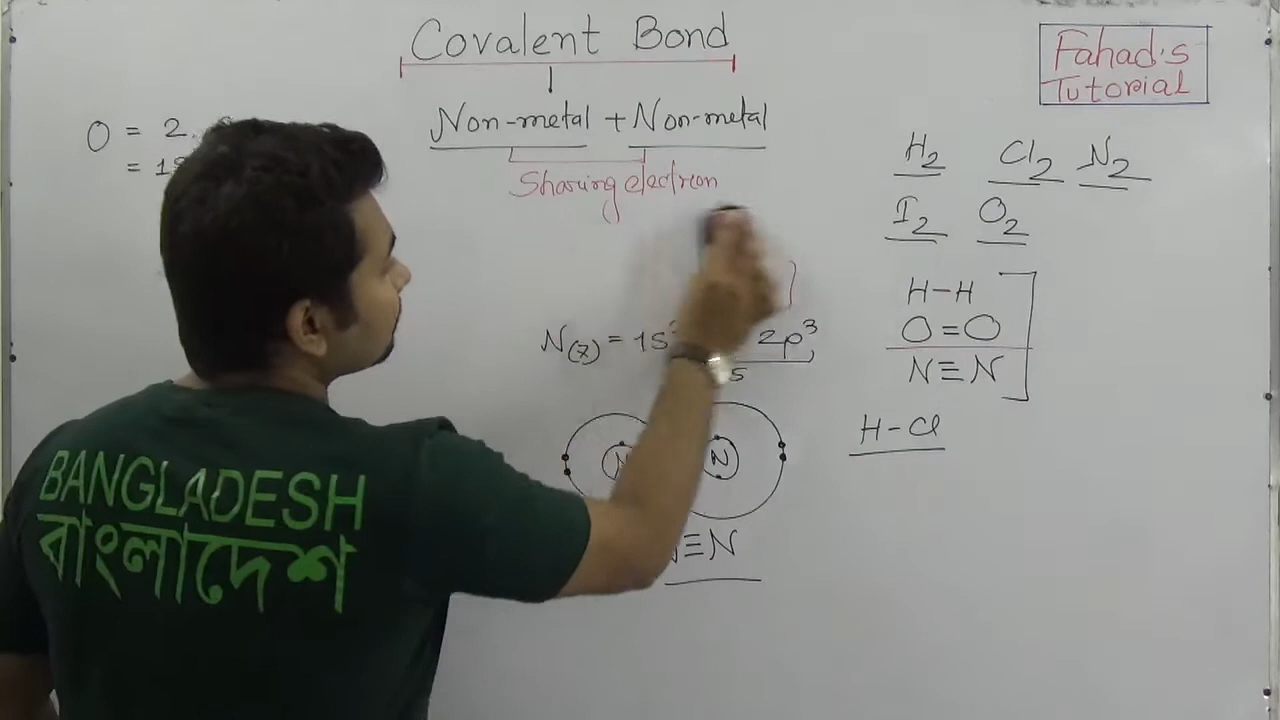 Covalent Bond
Non-metal + Non-metal
Sharing electron
Fahad's
Tutorial
O = 2
= 1s
H₂ Cl₂ N₂
I₂ O₂
H-H
O=O
N≡N
H-Cl
N(7) = 1s² 2p³
s
N N
≡N
BANGLADESH
বাংলাদেশ